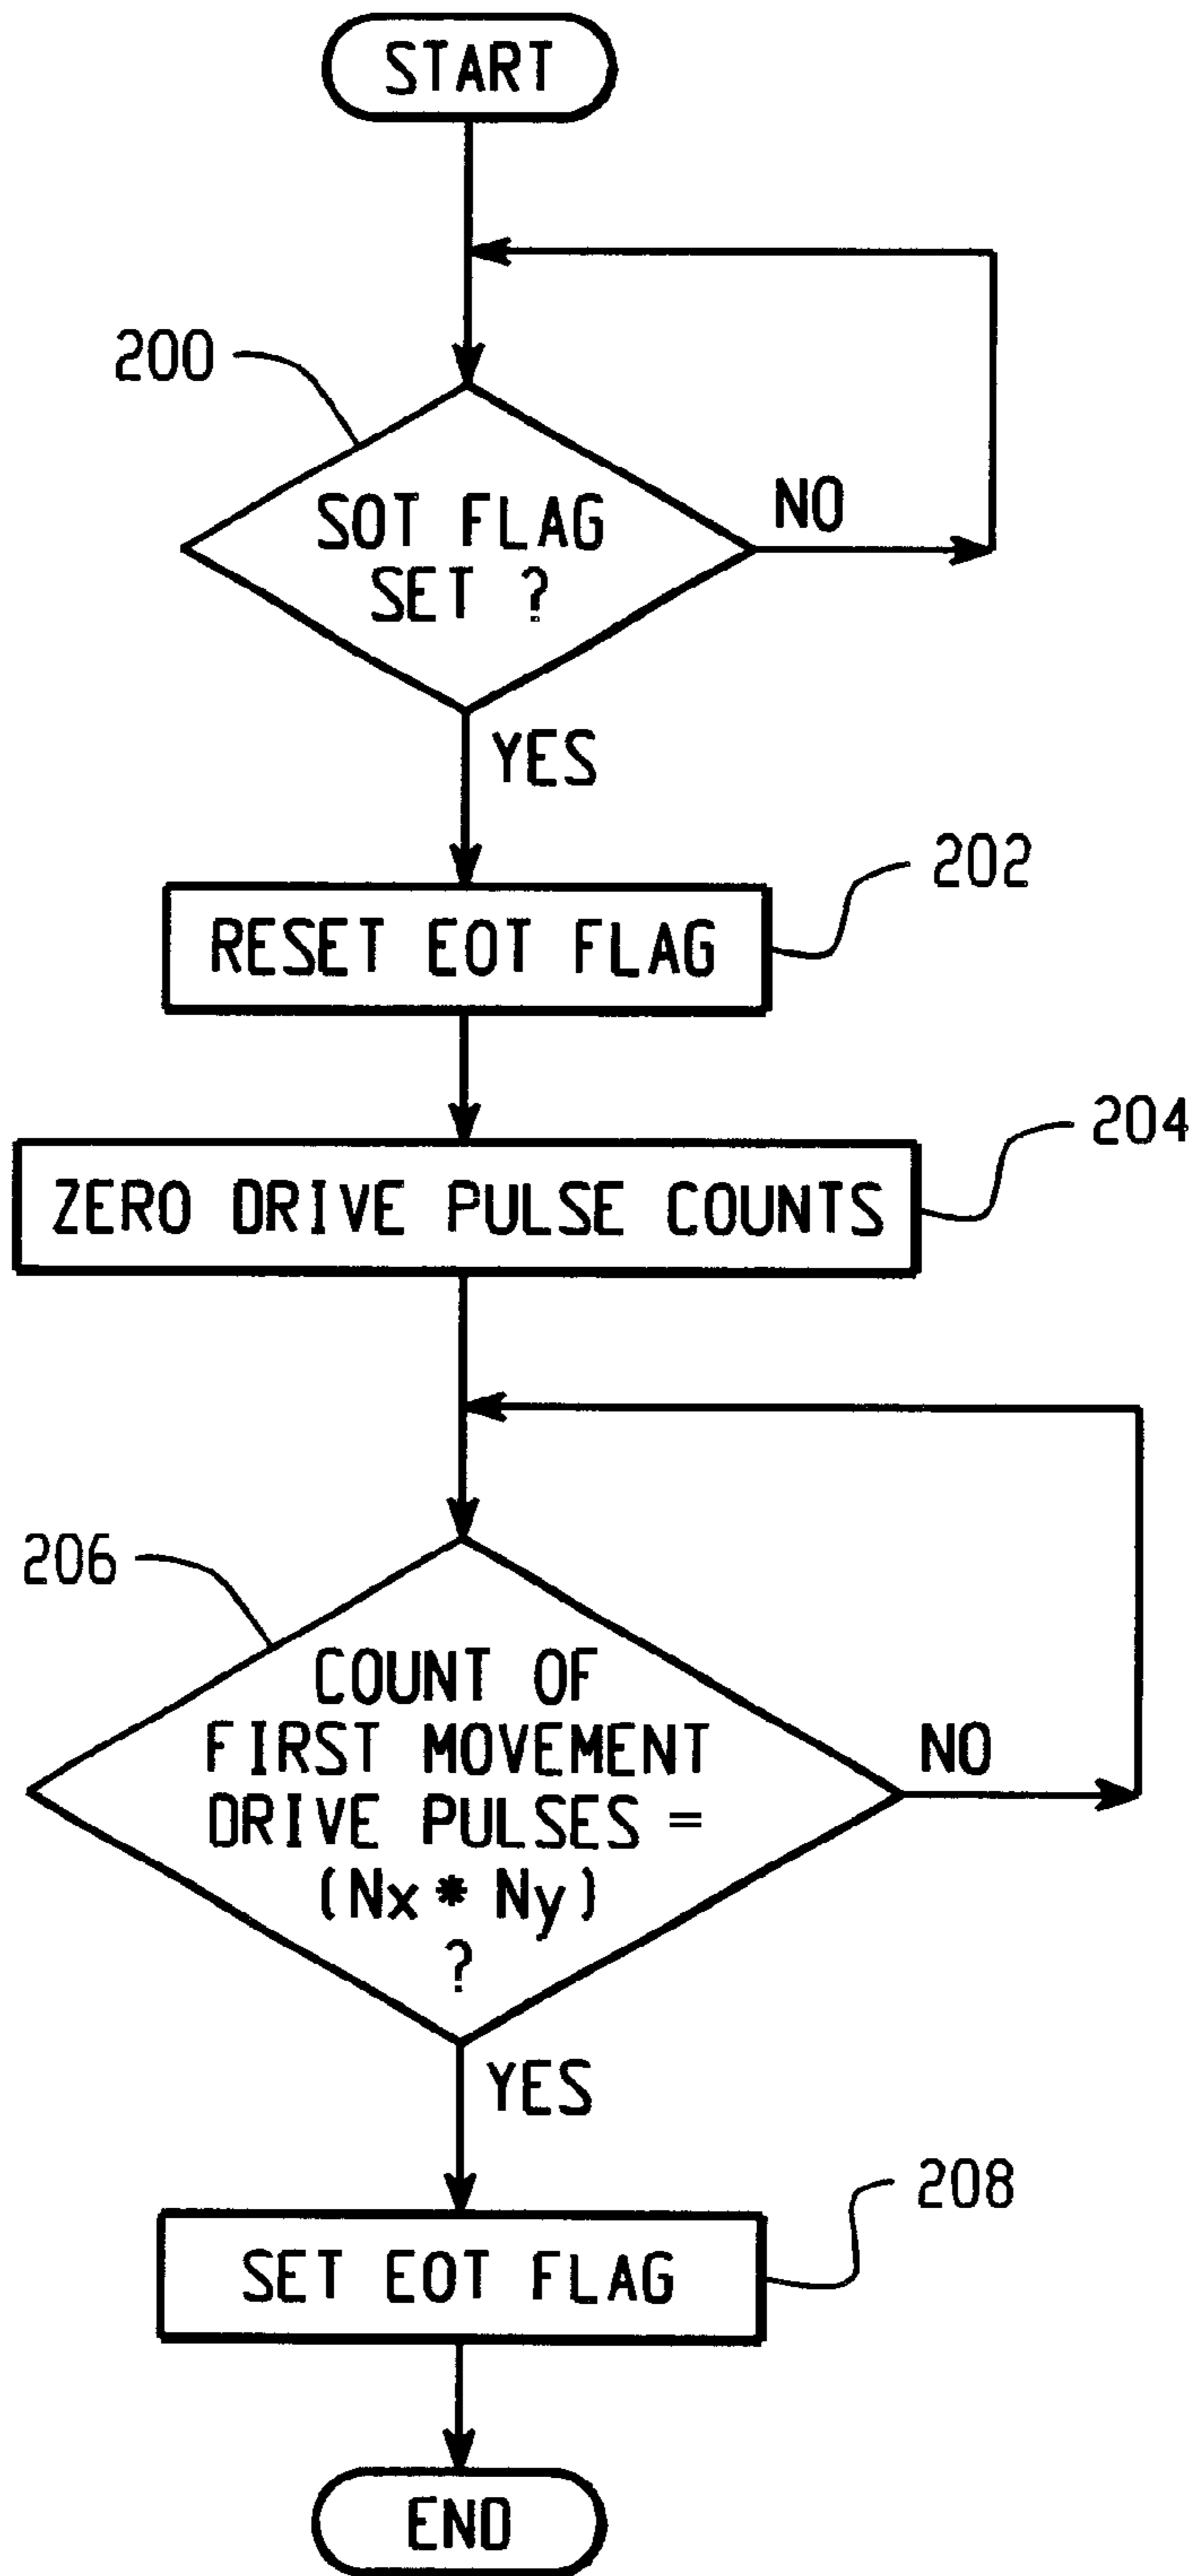 START
200
SOT FLAG
SET ?
NO
YES
202
RESET EOT FLAG
204
ZERO DRIVE PULSE COUNTS
206
COUNT OF
FIRST MOVEMENT
DRIVE PULSES =
(Nx * Ny)
?
NO
YES
208
SET EOT FLAG
END